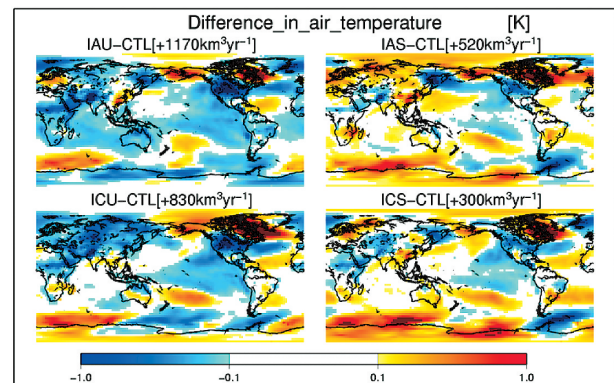 Difference_in_air_temperature [K]
IAU−CTL[+1170km³yr⁻¹] IAS−CTL[+520km³yr⁻¹]
ICU−CTL[+830km³yr⁻¹] ICS−CTL[+300km³yr⁻¹]
−1.0 −0.1 0.1 1.0